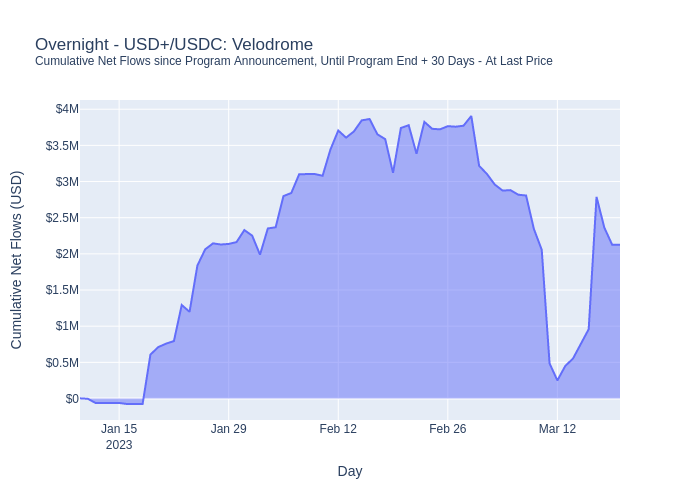 Overnight - USD+/USDC: Velodrome
Cumulative Net Flows since Program Announcement, Until Program End + 30 Days - At Last Price
Cumulative Net Flows (USD)
$4M
$3.5M
$3M
$2.5M
$2M
$1.5M
$1M
$0.5M
$0
Jan 15
2023
Jan 29
Feb 12
Feb 26
Mar 12
Day